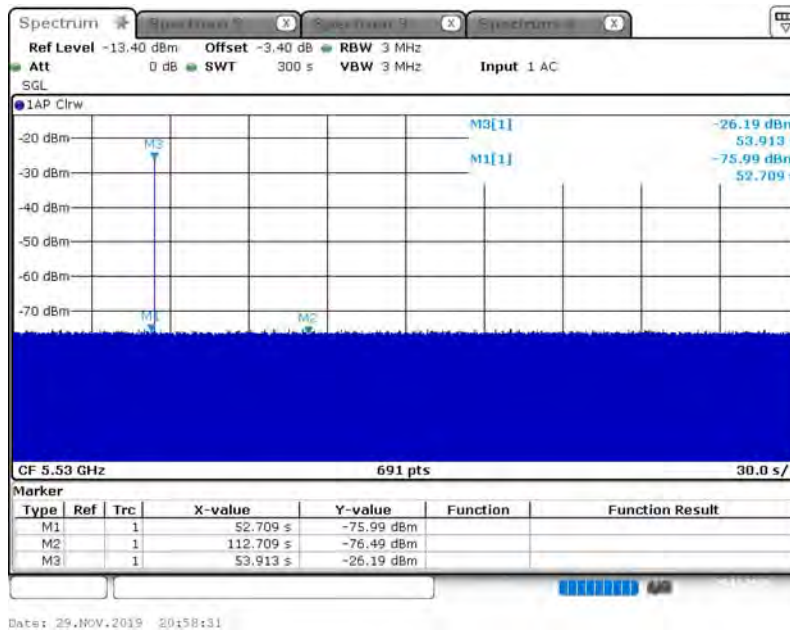 Spectrum X
Ref Level -13.40 dBm Offset -3.40 dB RBW 3 MHz
Att 0 dB SWT 300 s VBW 3 MHz Input 1 AC
SGL
1AP Clrw
M3[1] -26.19 dBm
53.913 s
M1[1] -75.99 dBm
52.709 s
-20 dBm
M3
-30 dBm
-40 dBm
-50 dBm
-60 dBm
-70 dBm
M1 M2
CF 5.53 GHz 691 pts 30.0 s/
Marker
Type Ref Trc X-value Y-value Function Function Result
M1 1 52.709 s -75.99 dBm
M2 1 112.709 s -76.49 dBm
M3 1 53.913 s -26.19 dBm
Date: 29.NOV.2019 20:58:31